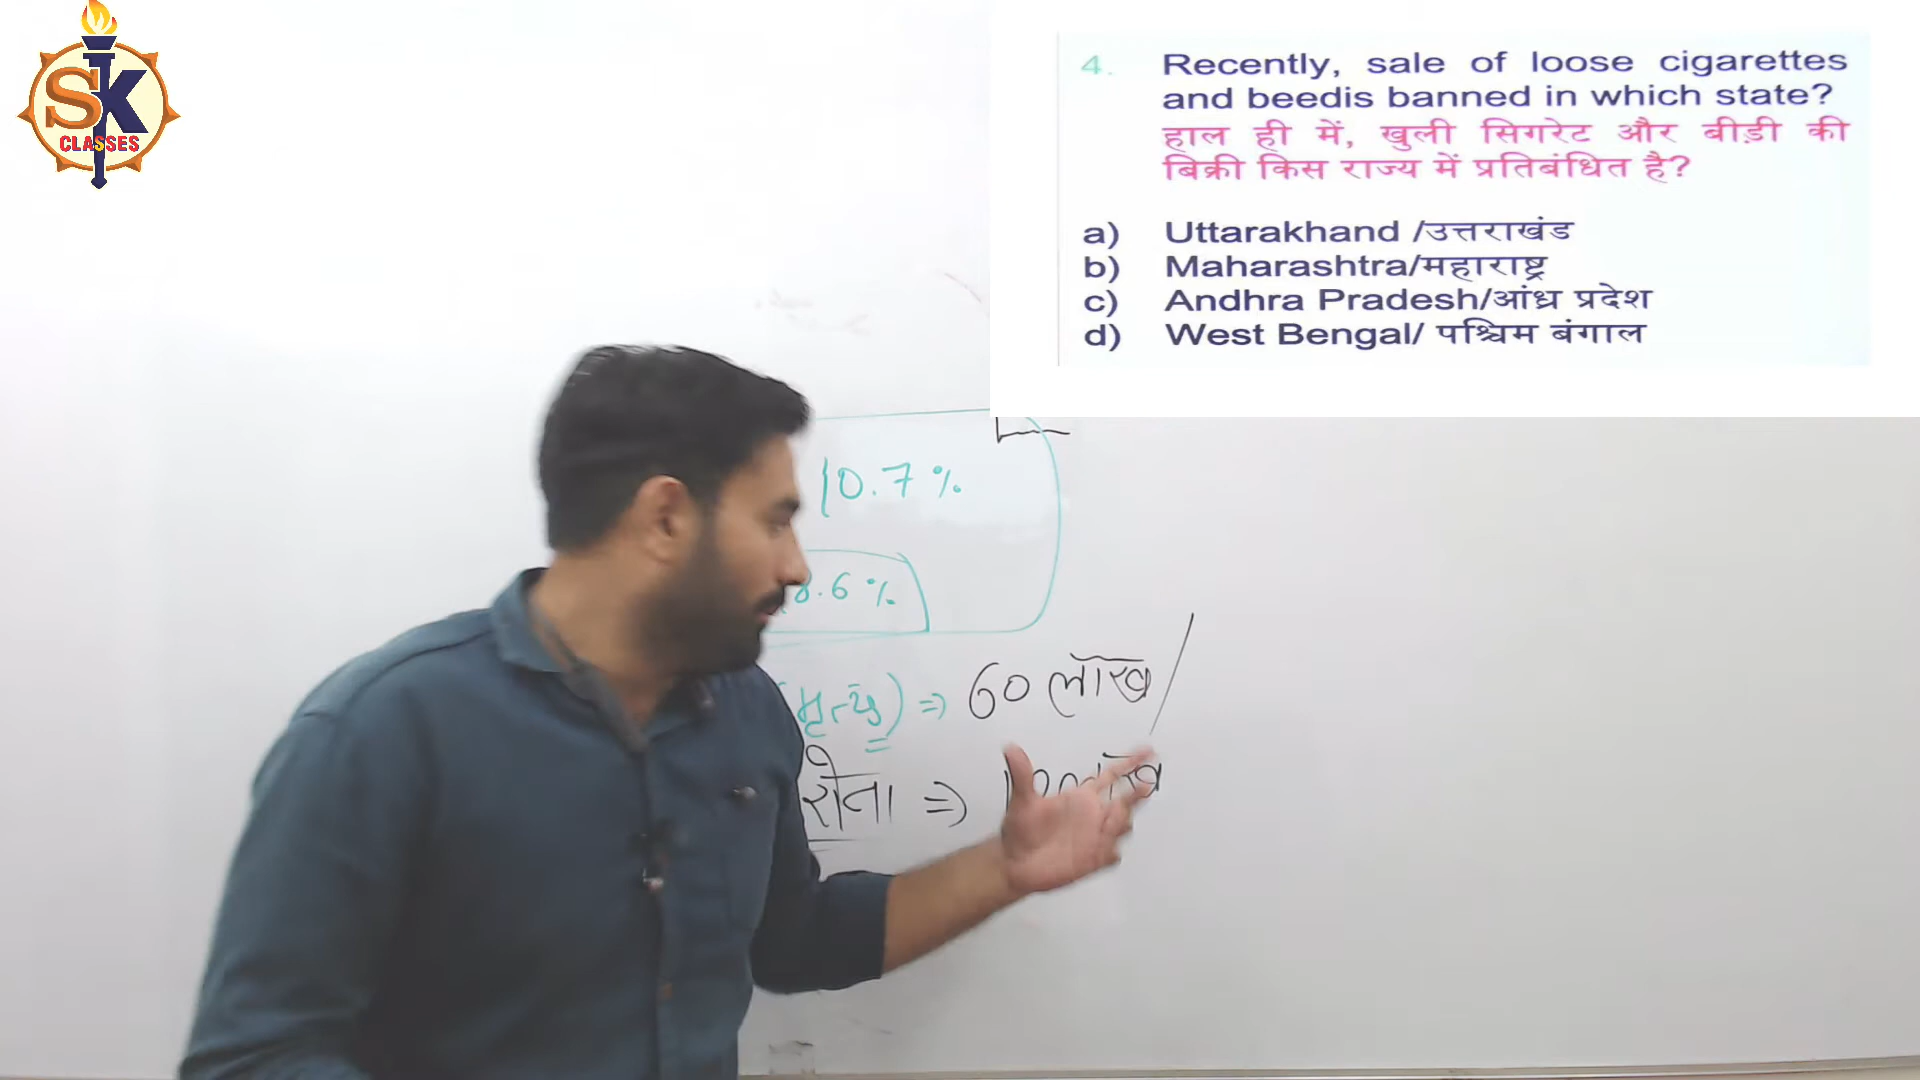 SK
CLASSES
4. Recently, sale of loose cigarettes
and beedis banned in which state?
हाल ही में, खुली सिगरेट और बीड़ी की
बिक्री किस राज्य में प्रतिबंधित है?
a) Uttarakhand /उत्तराखंड
b) Maharashtra/महाराष्ट्र
c) Andhra Pradesh/आंध्र प्रदेश
d) West Bengal/ पश्चिम बंगाल
10.7 %
8.6 %
(मृत्यु) ⇒ 60 लाख
रोना ⇒